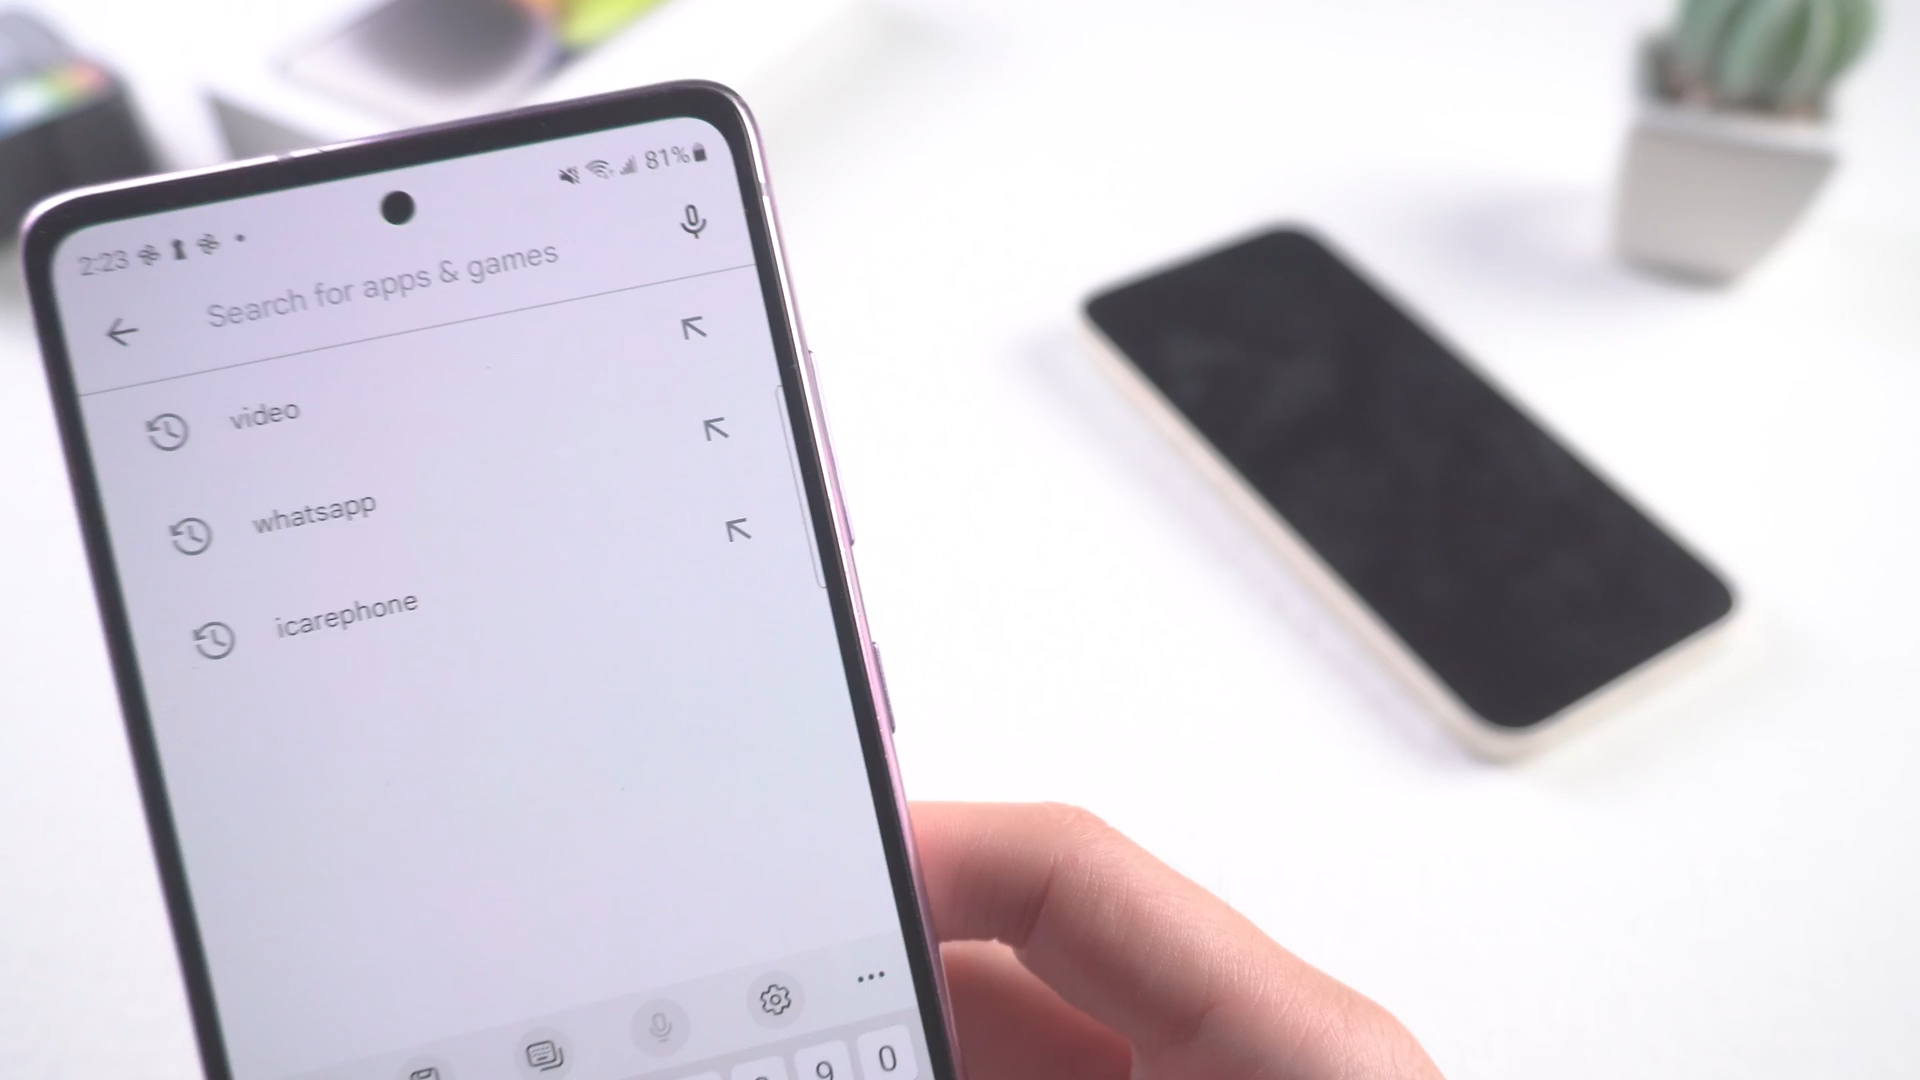 2:23 81%
Search for apps & games
video
whatsapp
icarephone
9 0